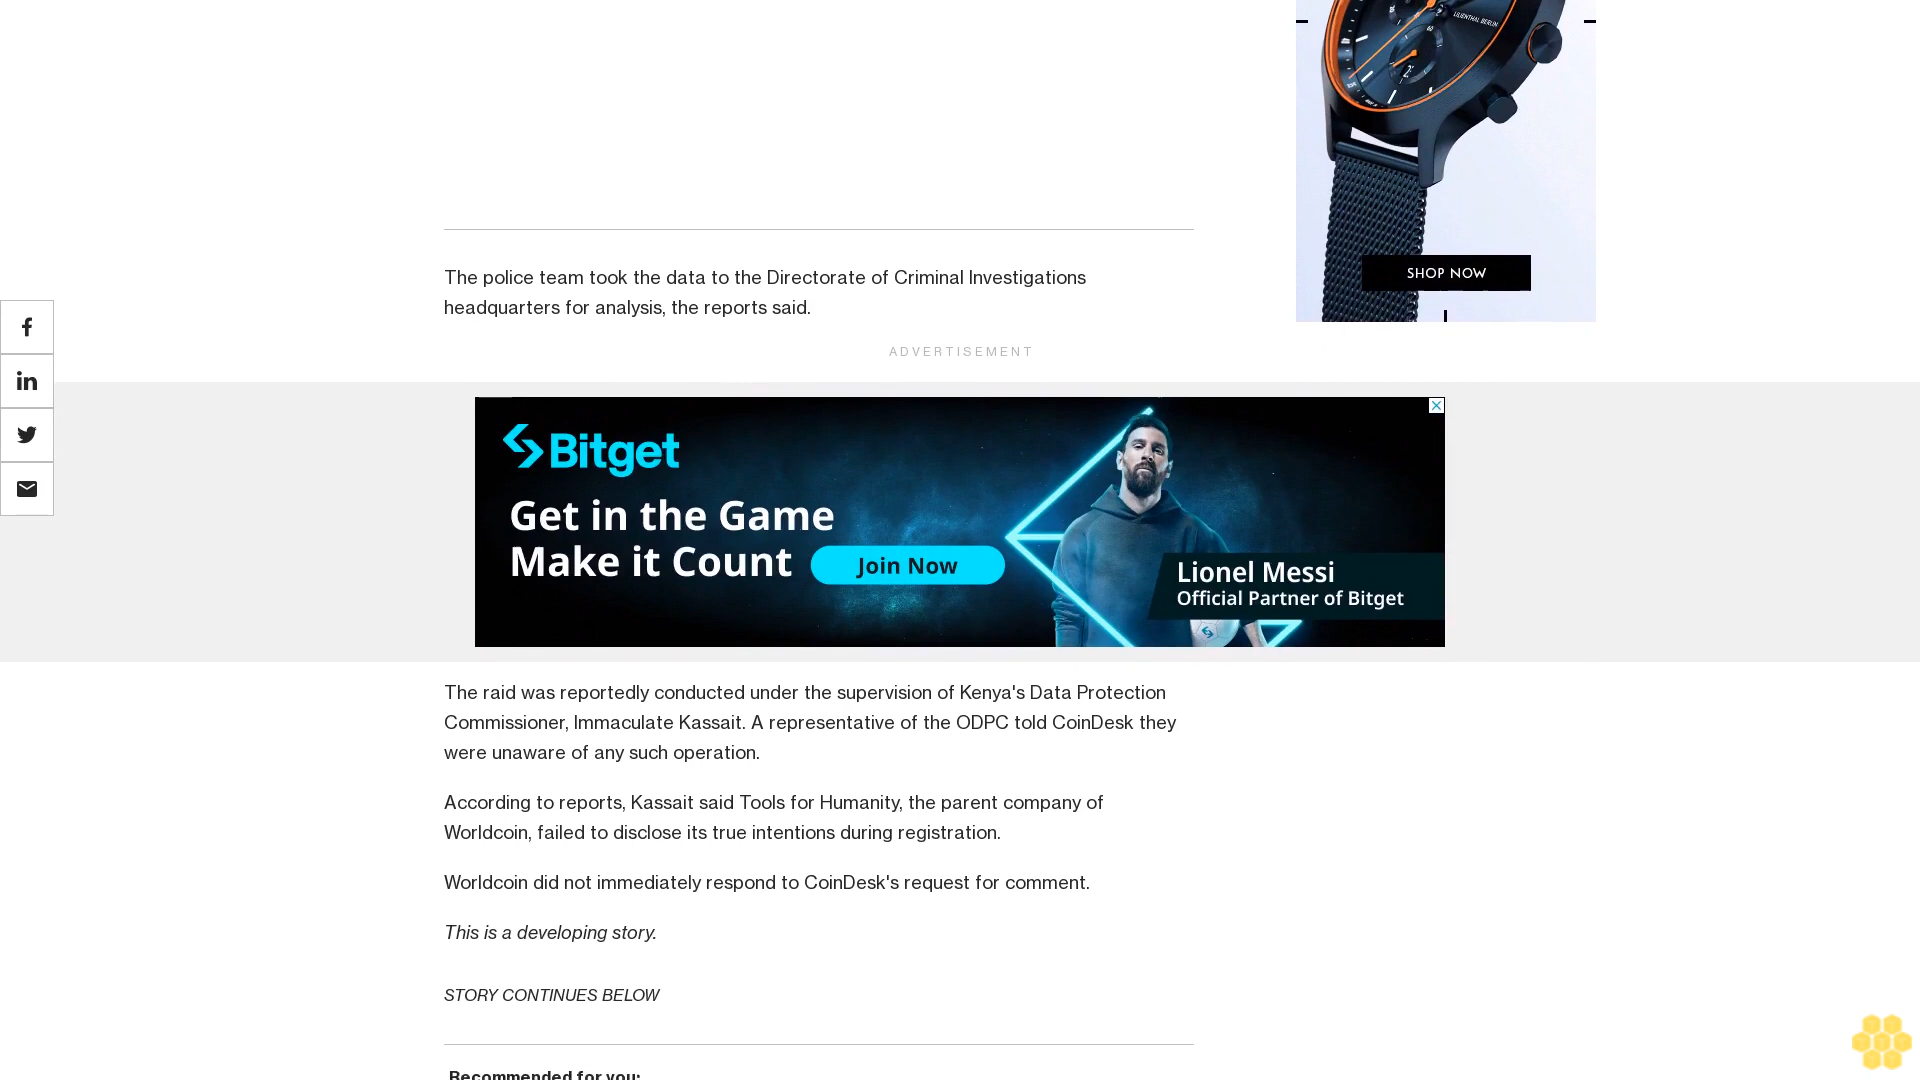 LILIENTHAL BERLIN
60
SHOP NOW
The police team took the data to the Directorate of Criminal Investigations
headquarters for analysis, the reports said.
ADVERTISEMENT
Bitget
Get in the Game
Make it Count
Join Now
Lionel Messi
Official Partner of Bitget
The raid was reportedly conducted under the supervision of Kenya's Data Protection
Commissioner, Immaculate Kassait. A representative of the ODPC told CoinDesk they
were unaware of any such operation.
According to reports, Kassait said Tools for Humanity, the parent company of
Worldcoin, failed to disclose its true intentions during registration.
Worldcoin did not immediately respond to CoinDesk's request for comment.
This is a developing story.
STORY CONTINUES BELOW
Recommended for you: